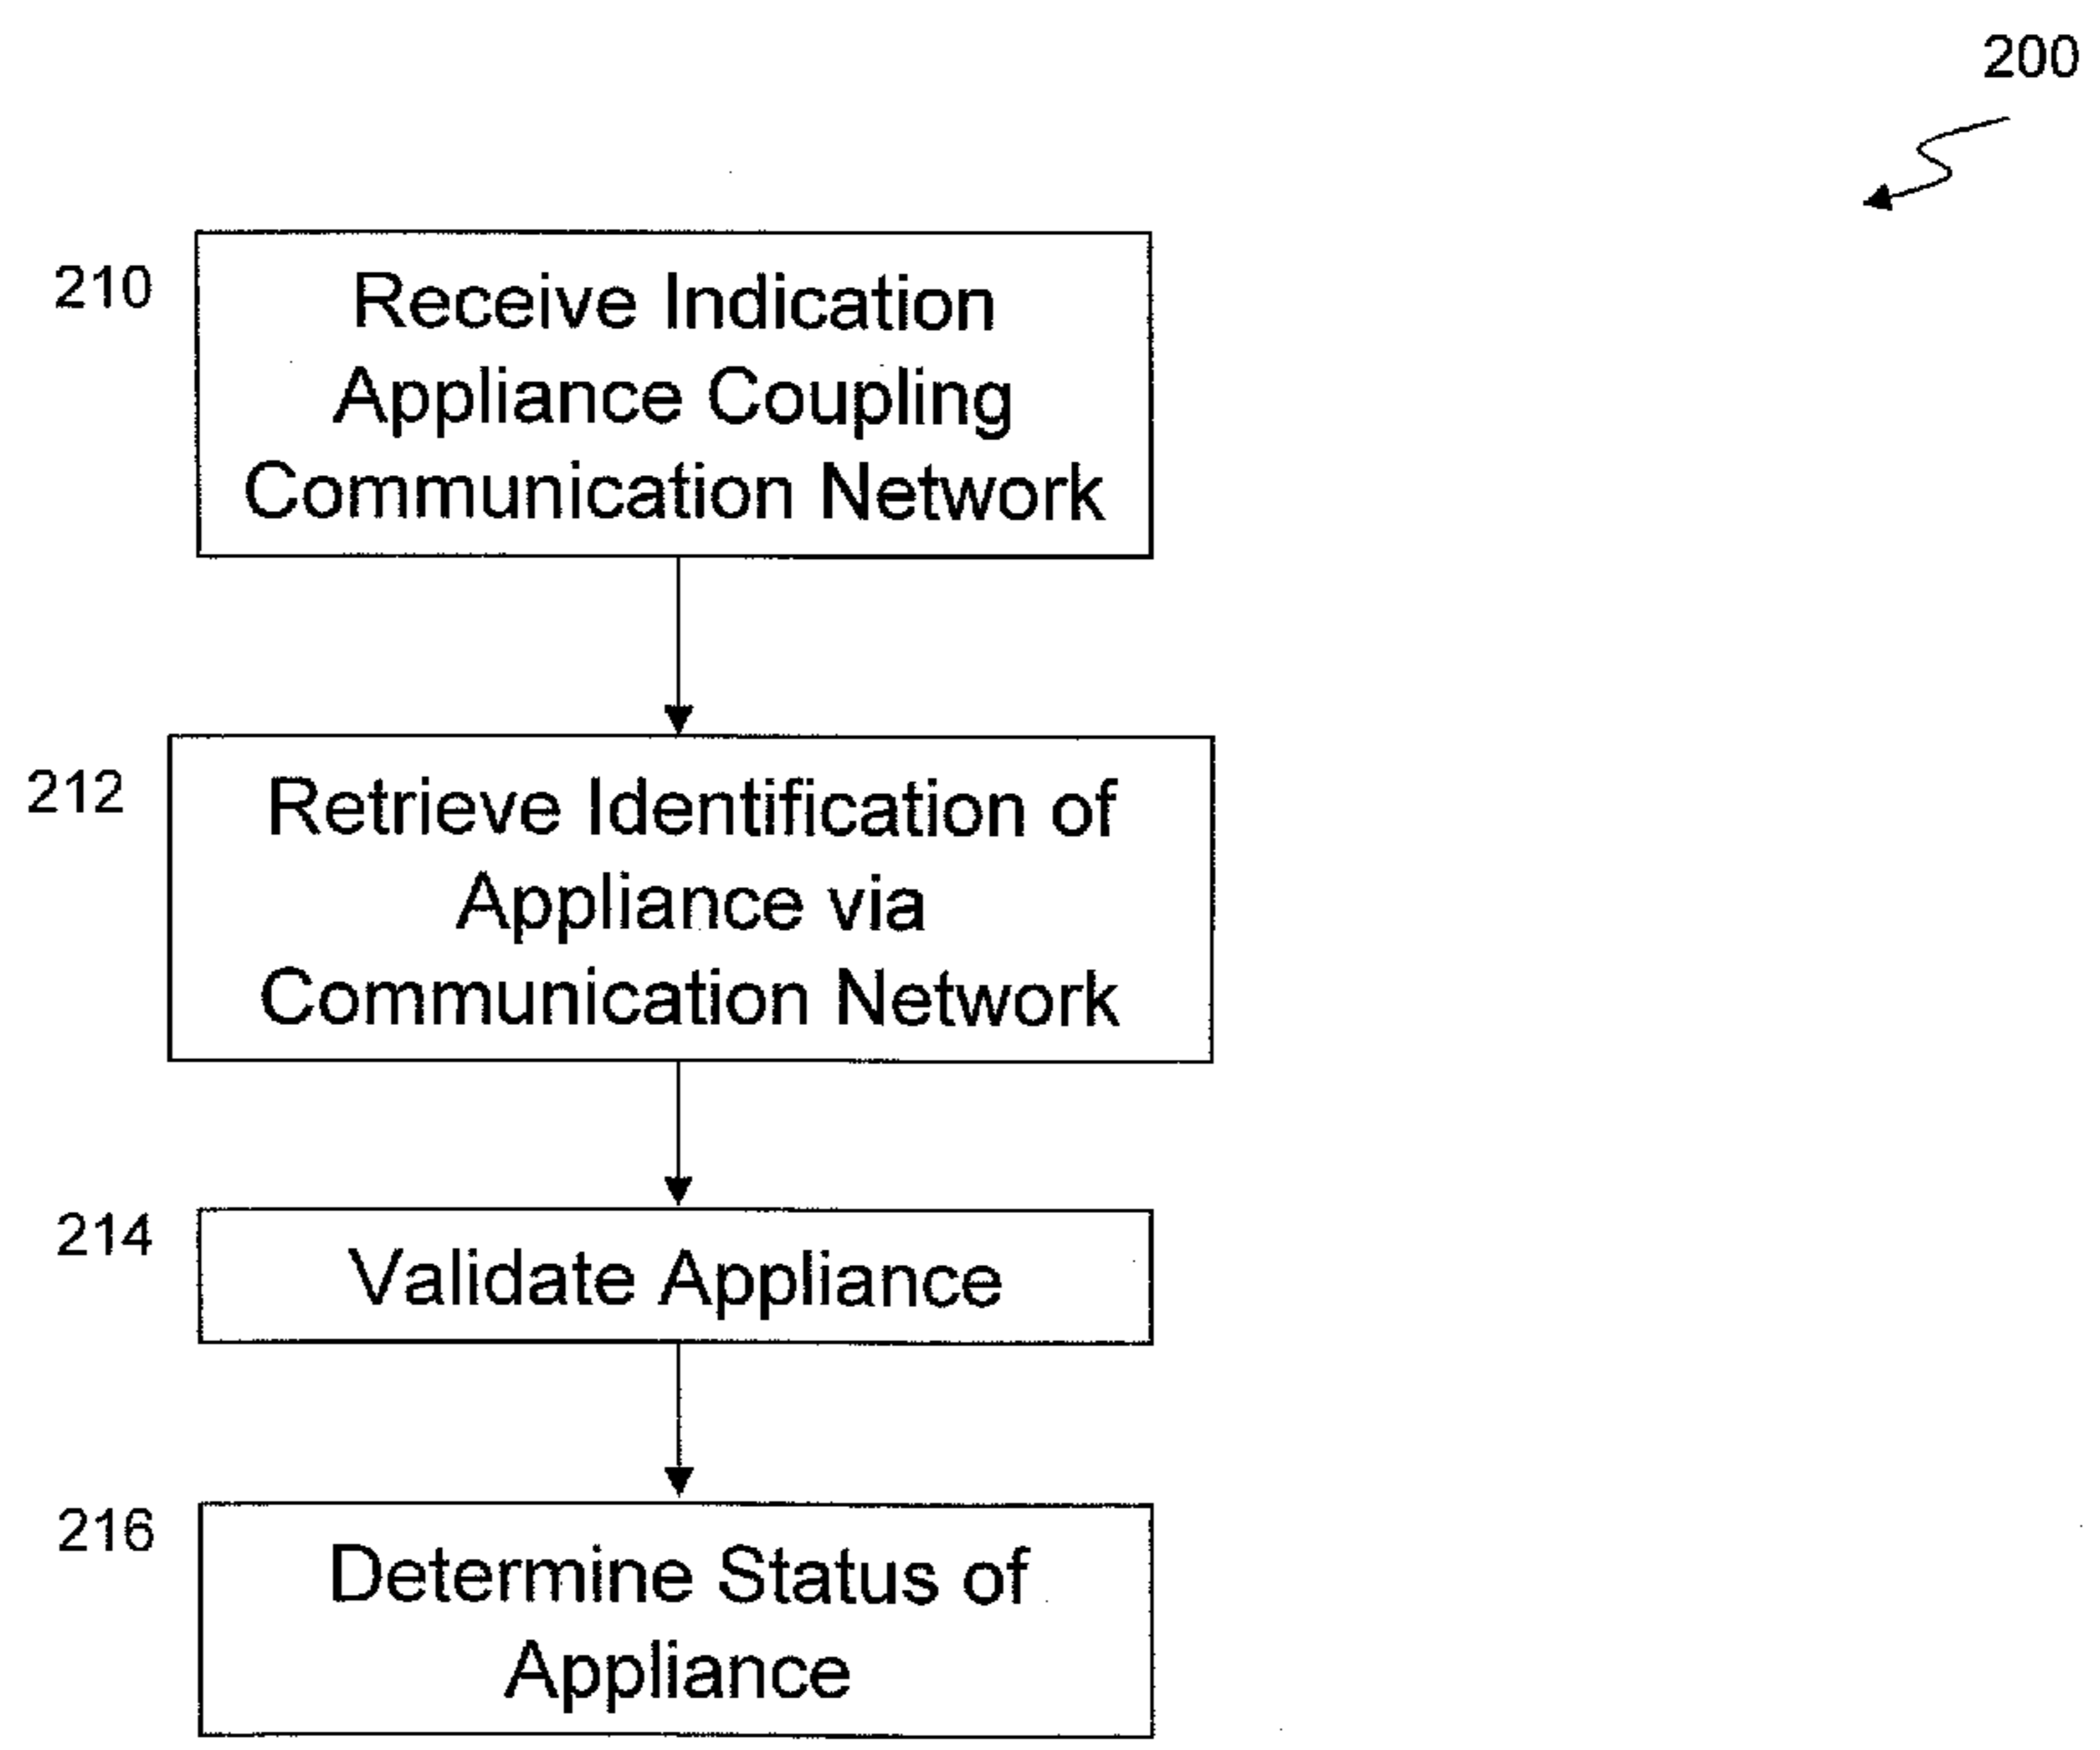 200
210
Receive Indication
Appliance Coupling
Communication Network
212
Retrieve Identification of
Appliance via
Communication Network
214
Validate Appliance
216
Determine Status of
Appliance